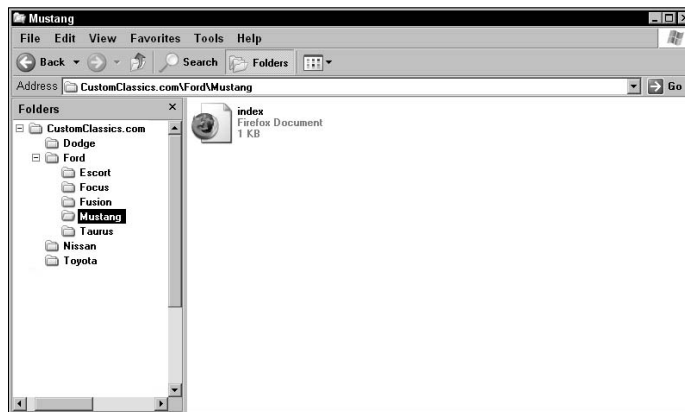 Mustang
File Edit View Favorites Tools Help
Back Search Folders
Address CustomClassics.com\Ford\Mustang Go
Folders
CustomClassics.com
Dodge
Ford
Escort
Focus
Fusion
Mustang
Taurus
Nissan
Toyota
index
Firefox Document
1 KB